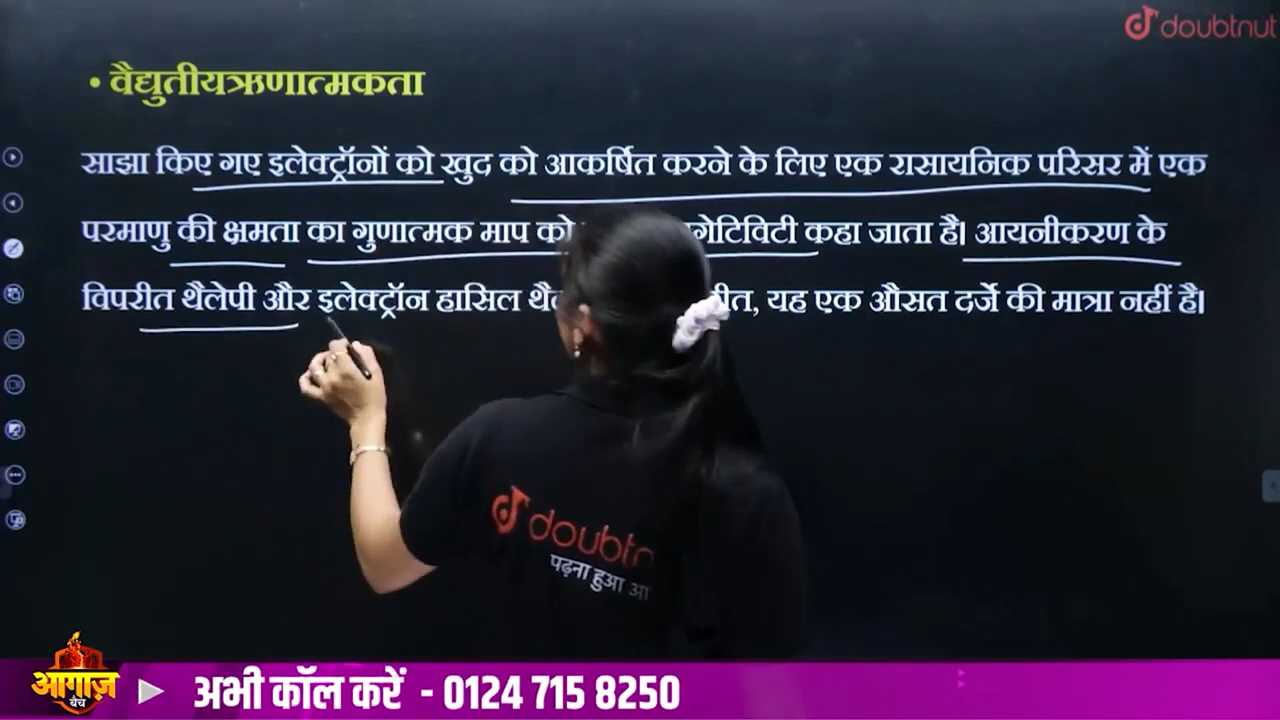 doubtnut
• वैद्युतीयऋणात्मकता
साझा किए गए इलेक्ट्रॉनों को खुद को आकर्षित करने के लिए एक रासायनिक परिसर में एक
परमाणु की क्षमता का गुणात्मक माप को गेटिविटी कहा जाता है। आयनीकरण के
विपरीत थैलेपी और इलेक्ट्रॉन हासिल यह एक औसत दर्जे की मात्रा नहीं है।
doubtn
पढ़ना हुआ आ
आगाज़
बैच
अभी कॉल करें - 0124 715 8250